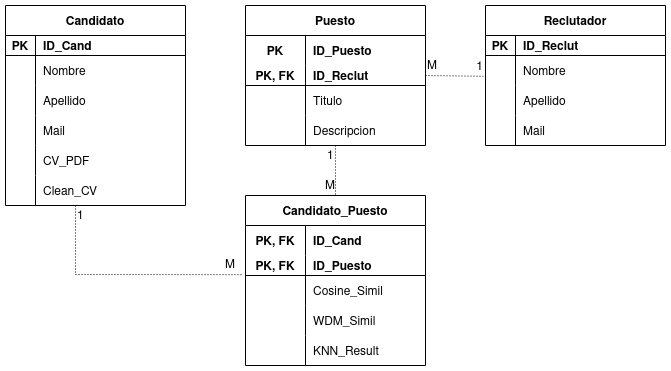 Candidato
PK ID_Cand
Nombre
Apellido
Mail
CV_PDF
Clean_CV
1
Puesto
PK ID_Puesto
PK, FK ID_Reclut
Titulo
Descripcion
M 1
Reclutador
PK ID_Reclut
Nombre
Apellido
Mail
1
M
M
Candidato_Puesto
PK, FK ID_Cand
PK, FK ID_Puesto
Cosine_Simil
WDM_Simil
KNN_Result